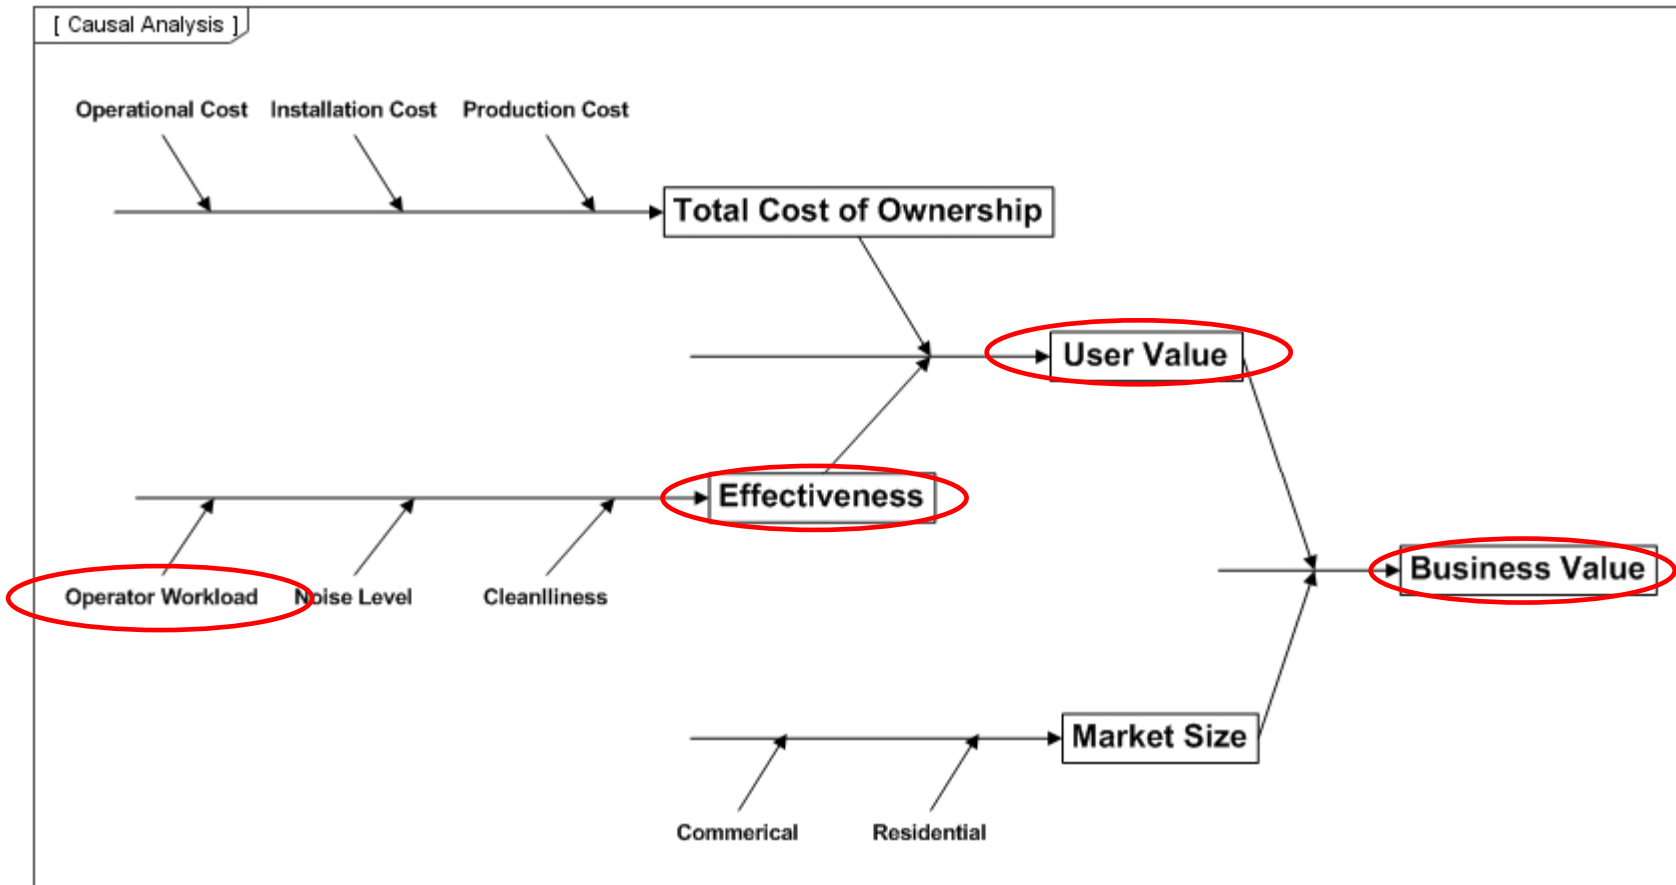 [ Causal Analysis ]
Operational Cost
Installation Cost
Production Cost
Total Cost of Ownership
User Value
Effectiveness
Operator Workload
Noise Level
Cleanlliness
Business Value
Market Size
Commerical
Residential